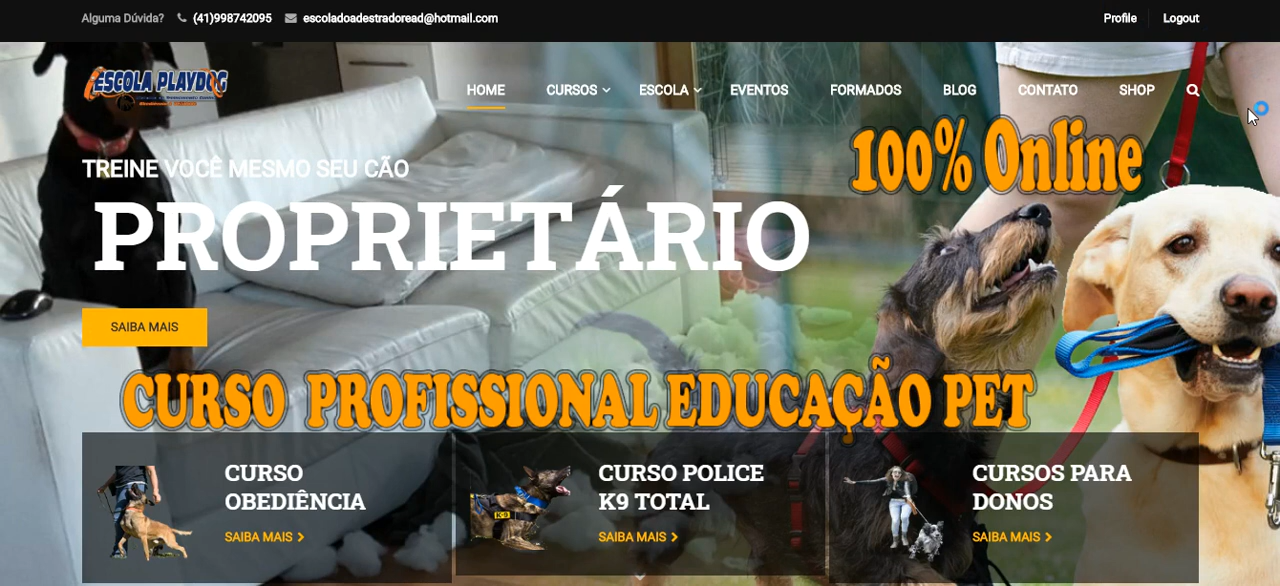 Alguma Dúvida? (41)998742095 escoladoadestradoread@hotmail.com Profile Logout
ESCOLA PLAYDOG
HOME CURSOS ESCOLA EVENTOS FORMADOS BLOG CONTATO SHOP
100% Online
TREINE VOCÊ MESMO SEU CÃO
PROPRIETÁRIO
SAIBA MAIS
CURSO PROFISSIONAL EDUCAÇÃO PET
CURSO
OBEDIÊNCIA
SAIBA MAIS
K-9
CURSO POLICE
K9 TOTAL
SAIBA MAIS
CURSOS PARA
DONOS
SAIBA MAIS